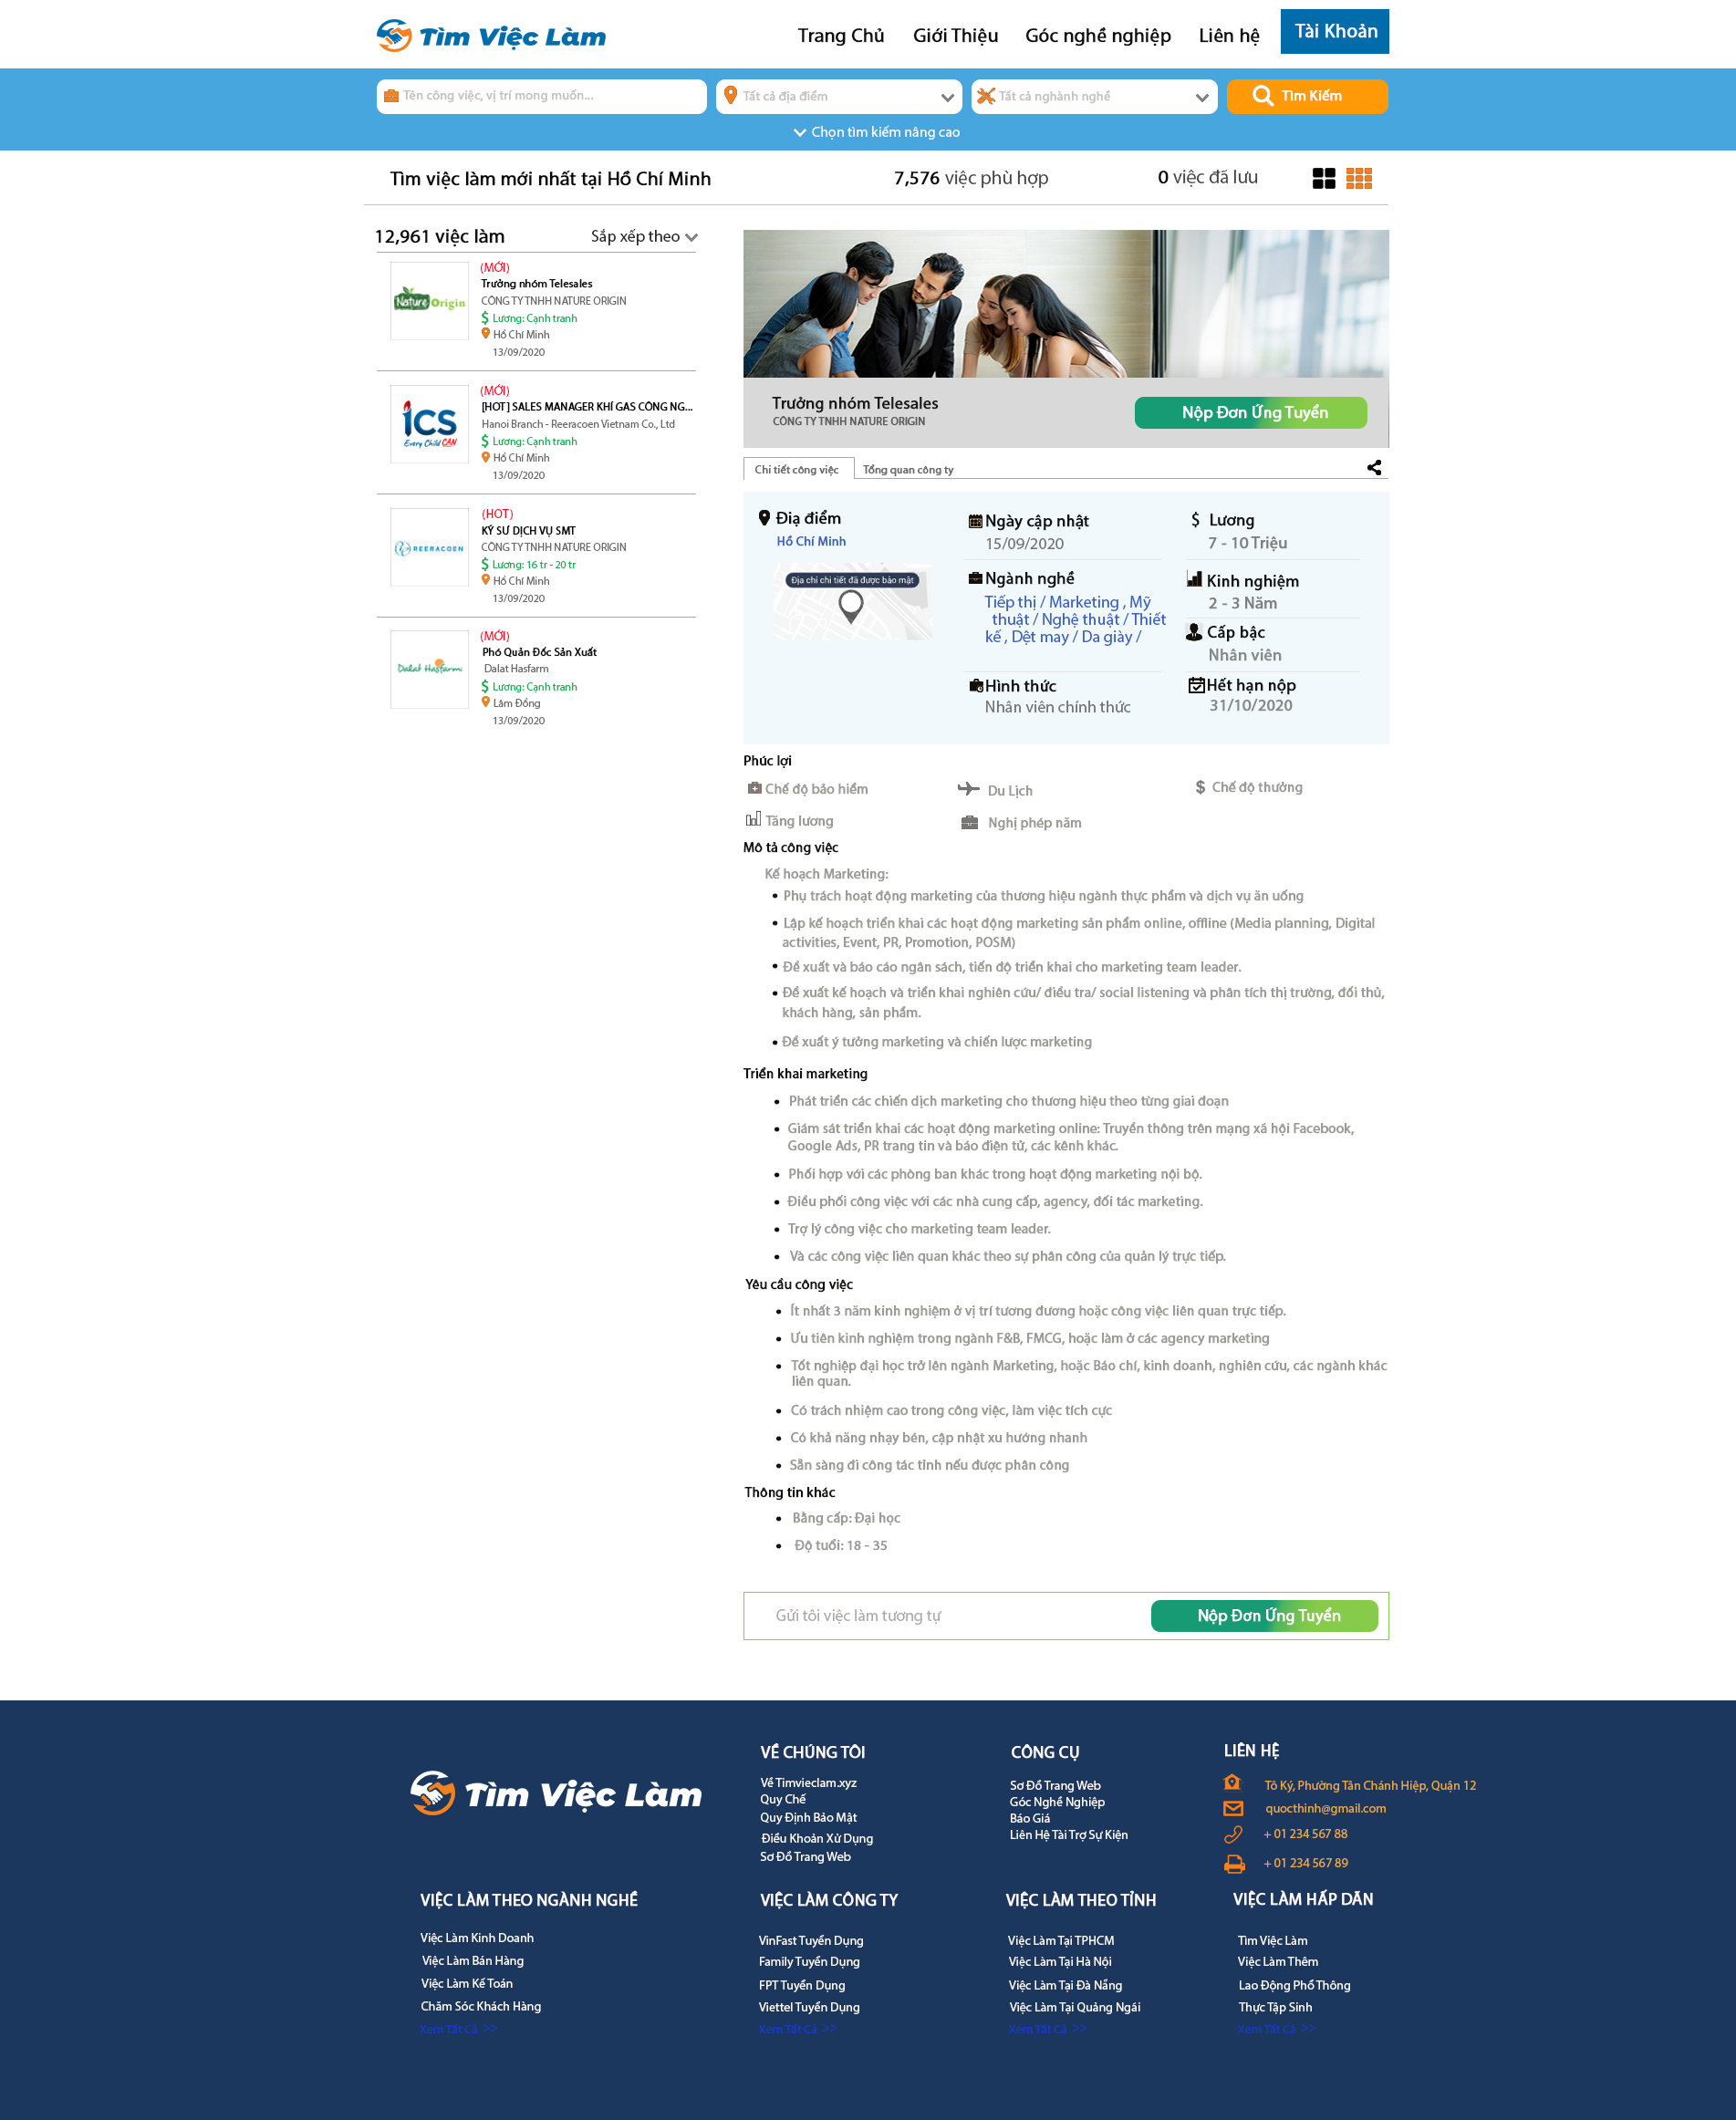 Tìm Việc Làm
Trang Chủ
Giới Thiệu
Góc nghề nghiệp
Liên hệ
Tài Khoản
Tên công việc, vị trí mong muốn...
Tất cả địa điểm
Tất cả nghành nghề
Tìm Kiếm
Chọn tìm kiếm nâng cao
Tìm việc làm mới nhất tại Hồ Chí Minh
7,576 việc phù hợp
0 việc đã lưu
12,961 việc làm
Sắp xếp theo
(MỚI)
Trưởng nhóm Telesales
CÔNG TY TNHH NATURE ORIGIN
Lương: Cạnh tranh
Hồ Chí Minh
13/09/2020
Nature Origin
(MỚI)
[HOT] SALES MANAGER KHÍ GAS CÔNG NG...
Hanoi Branch - Reeracoen Vietnam Co., Ltd
Lương: Cạnh tranh
Hồ Chí Minh
13/09/2020
ics
Every Child CAN
(HOT)
KỸ SƯ DỊCH VỤ SMT
CÔNG TY TNHH NATURE ORIGIN
Lương: 16 tr - 20 tr
Hồ Chí Minh
13/09/2020
REERACOEN
(MỚI)
Phó Quản Đốc Sản Xuất
Dalat Hasfarm
Lương: Cạnh tranh
Lâm Đồng
13/09/2020
Dalat Hasfarm
Trưởng nhóm Telesales
CÔNG TY TNHH NATURE ORIGIN
Nộp Đơn Ứng Tuyển
Chi tiết công việc
Tổng quan công ty
Điạ điểm
Hồ Chí Minh
Địa chỉ chi tiết đã được bảo mật
Ngày cập nhật
15/09/2020
Ngành nghề
Tiếp thị / Marketing , Mỹ
thuật / Nghệ thuật / Thiết
kế , Dệt may / Da giày /
Hình thức
Nhân viên chính thức
Lương
7 - 10 Triệu
Kinh nghiệm
2 - 3 Năm
Cấp bậc
Nhân viên
Hết hạn nộp
31/10/2020
Phúc lợi
Chế độ bảo hiểm
Du Lịch
Chế độ thưởng
Tăng lương
Nghị phép năm
Mô tả công việc
Kế hoạch Marketing:
• Phụ trách hoạt động marketing của thương hiệu ngành thực phẩm và dịch vụ ăn uống
• Lập kế hoạch triển khai các hoạt động marketing sản phẩm online, offline (Media planning, Digital
activities, Event, PR, Promotion, POSM)
• Đề xuất và báo cáo ngân sách, tiến độ triển khai cho marketing team leader.
• Đề xuất kế hoạch và triển khai nghiên cứu/ điều tra/ social listening và phân tích thị trường, đối thủ,
khách hàng, sản phẩm.
• Đề xuất ý tưởng marketing và chiến lược marketing
Triển khai marketing
• Phát triển các chiến dịch marketing cho thương hiệu theo từng giai đoạn
• Giám sát triển khai các hoạt động marketing online: Truyền thông trên mạng xã hội Facebook,
Google Ads, PR trang tin và báo điện tử, các kênh khác.
• Phối hợp với các phòng ban khác trong hoạt động marketing nội bộ.
• Điều phối công việc với các nhà cung cấp, agency, đối tác marketing.
• Trợ lý công việc cho marketing team leader.
• Và các công việc liên quan khác theo sự phân công của quản lý trực tiếp.
Yêu cầu công việc
• Ít nhất 3 năm kinh nghiệm ở vị trí tương đương hoặc công việc liên quan trực tiếp.
• Ưu tiên kinh nghiệm trong ngành F&B, FMCG, hoặc làm ở các agency marketing
• Tốt nghiệp đại học trở lên ngành Marketing, hoặc Báo chí, kinh doanh, nghiên cứu, các ngành khác
liên quan.
• Có trách nhiệm cao trong công việc, làm việc tích cực
• Có khả năng nhạy bén, cập nhật xu hướng nhanh
• Sẵn sàng đi công tác tỉnh nếu được phân công
Thông tin khác
• Bằng cấp: Đại học
• Độ tuổi: 18 - 35
Gửi tôi việc làm tương tự
Nộp Đơn Ứng Tuyển
Tìm Việc Làm
VỀ CHÚNG TÔI
Về Timvieclam.xyz
Quy Chế
Quy Định Bảo Mật
Điều Khoản Xử Dụng
Sơ Đồ Trang Web
CÔNG CỤ
Sơ Đồ Trang Web
Góc Nghề Nghiệp
Báo Giá
Liên Hệ Tài Trợ Sự Kiện
LIÊN HỆ
Tô Ký, Phường Tân Chánh Hiệp, Quận 12
quocthinh@gmail.com
+ 01 234 567 88
+ 01 234 567 89
VIỆC LÀM THEO NGÀNH NGHỀ
Việc Làm Kinh Doanh
Việc Làm Bán Hàng
Việc Làm Kế Toán
Chăm Sóc Khách Hàng
Xem Tất Cả >>
VIỆC LÀM CÔNG TY
VinFast Tuyển Dụng
Family Tuyển Dụng
FPT Tuyển Dụng
Viettel Tuyển Dụng
Xem Tất Cả >>
VIỆC LÀM THEO TỈNH
Việc Làm Tại TPHCM
Việc Làm Tại Hà Nội
Việc Làm Tại Đà Nẵng
Việc Làm Tại Quảng Ngãi
Xem Tất Cả >>
VIỆC LÀM HẤP DẪN
Tìm Việc Làm
Việc Làm Thêm
Lao Động Phổ Thông
Thực Tập Sinh
Xem Tất Cả >>